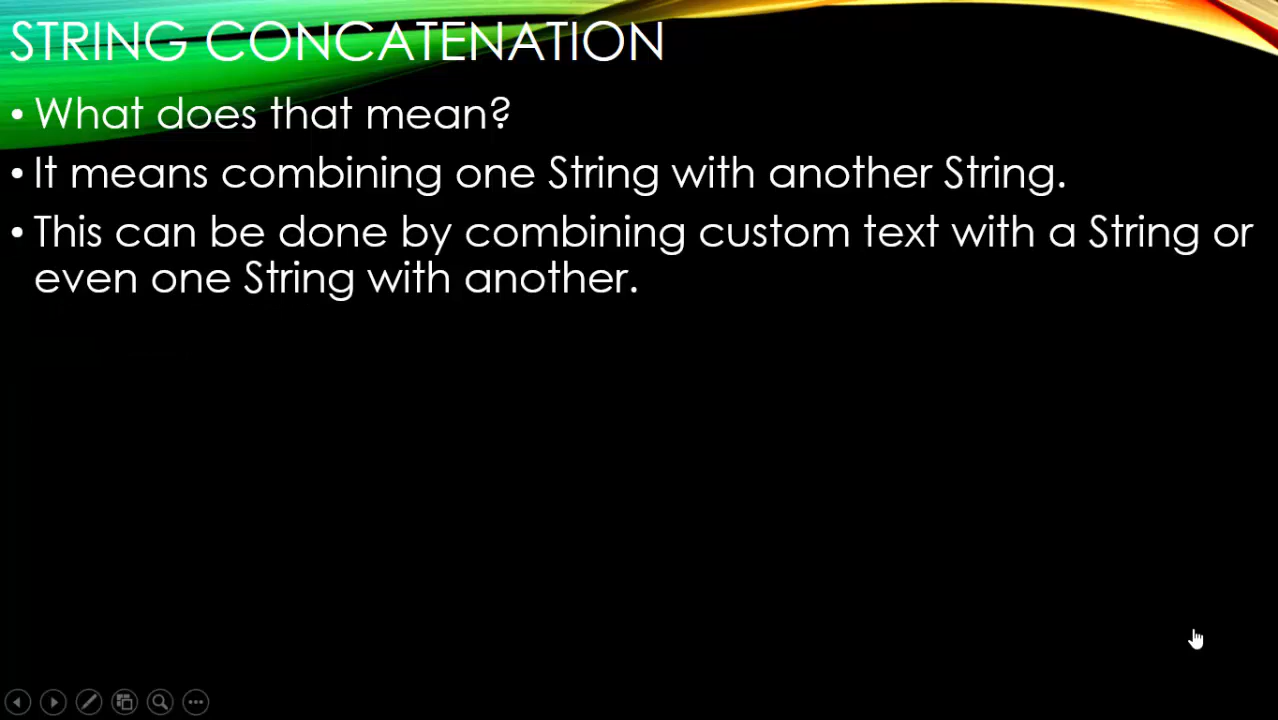 STRING CONCATENATION
• What does that mean?
• It means combining one String with another String.
• This can be done by combining custom text with a String or
even one String with another.